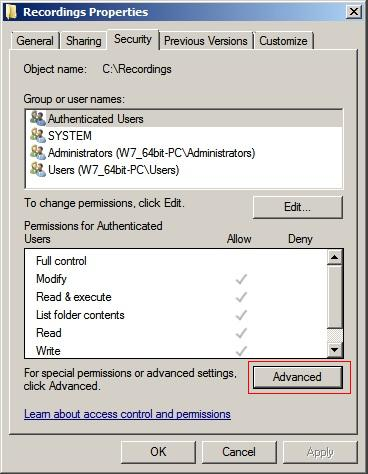 Recordings Properties
General Sharing Security Previous Versions Customize
Object name: C:\Recordings
Group or user names:
Authenticated Users
SYSTEM
Administrators (W7_64bit-PC\Administrators)
Users (W7_64bit-PC\Users)
To change permissions, click Edit.
Edit...
Permissions for Authenticated
Users Allow Deny
Full control
Modify
Read & execute
List folder contents
Read
Write
For special permissions or advanced settings,
click Advanced.
Advanced
Learn about access control and permissions
OK Cancel Apply